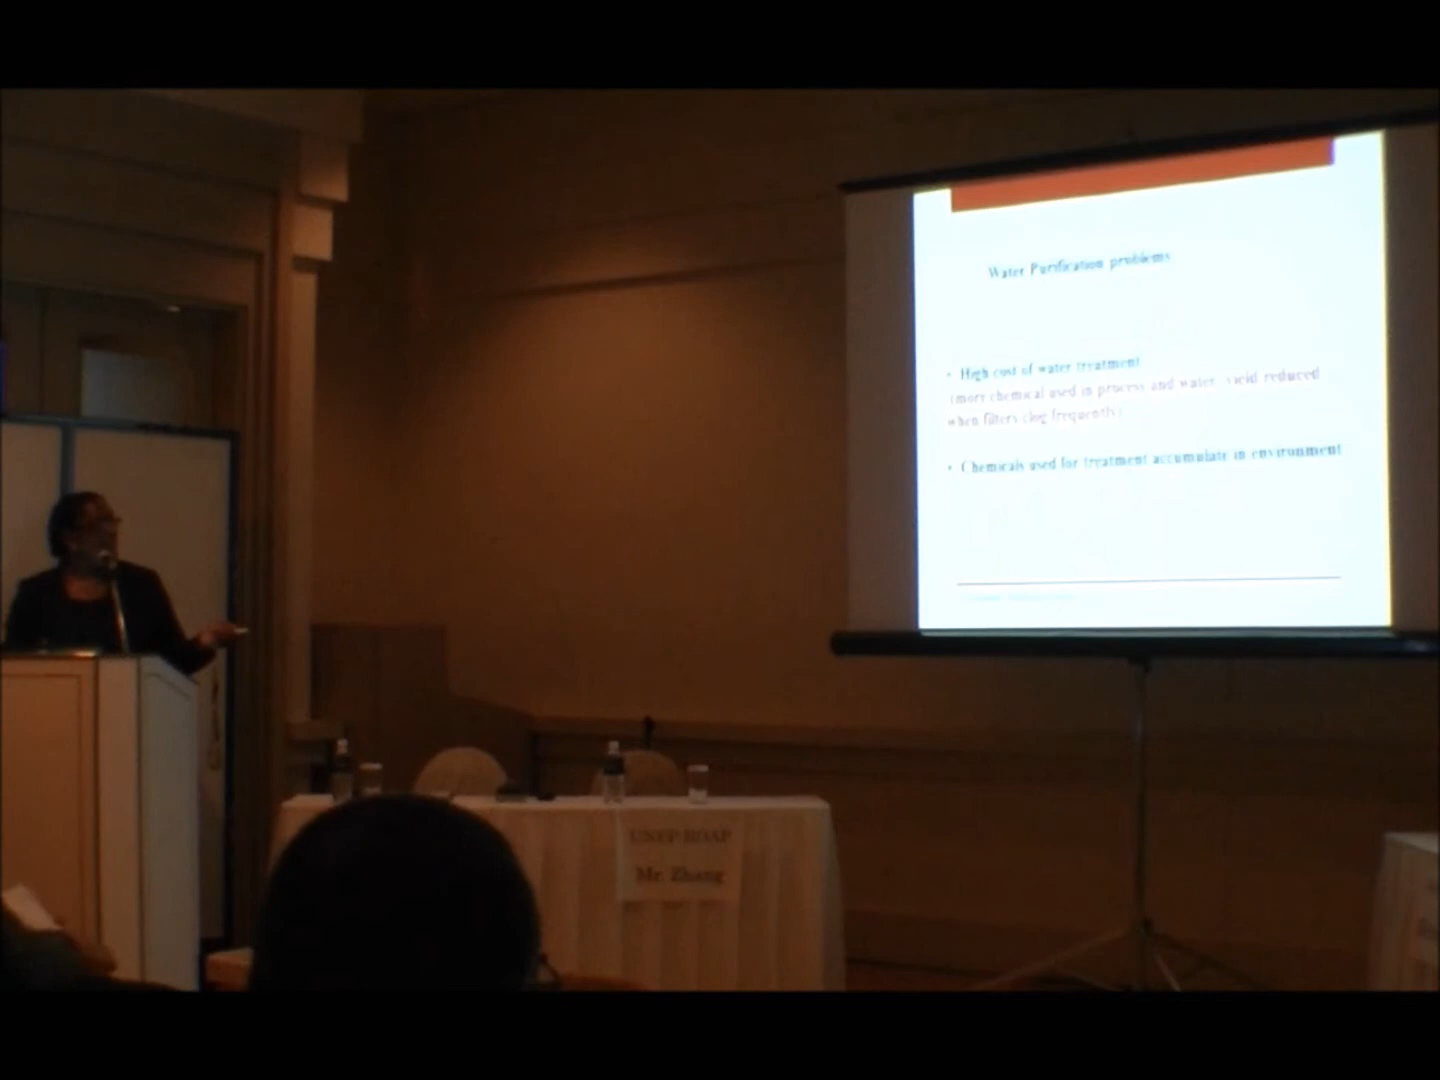 Water Purification problems
• High cost of water treatment
(more chemical used in process and water yield reduced
when filters clog frequently)
• Chemicals used for treatment accumulate in environment
UNEP ROAP
Mr. Zhang